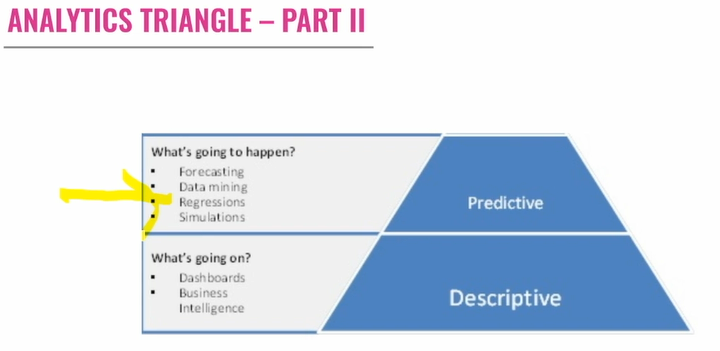 ANALYTICS TRIANGLE – PART II
What's going to happen?
▪ Forecasting
▪ Data mining
▪ Regressions
▪ Simulations
Predictive
What's going on?
▪ Dashboards
▪ Business
Intelligence
Descriptive